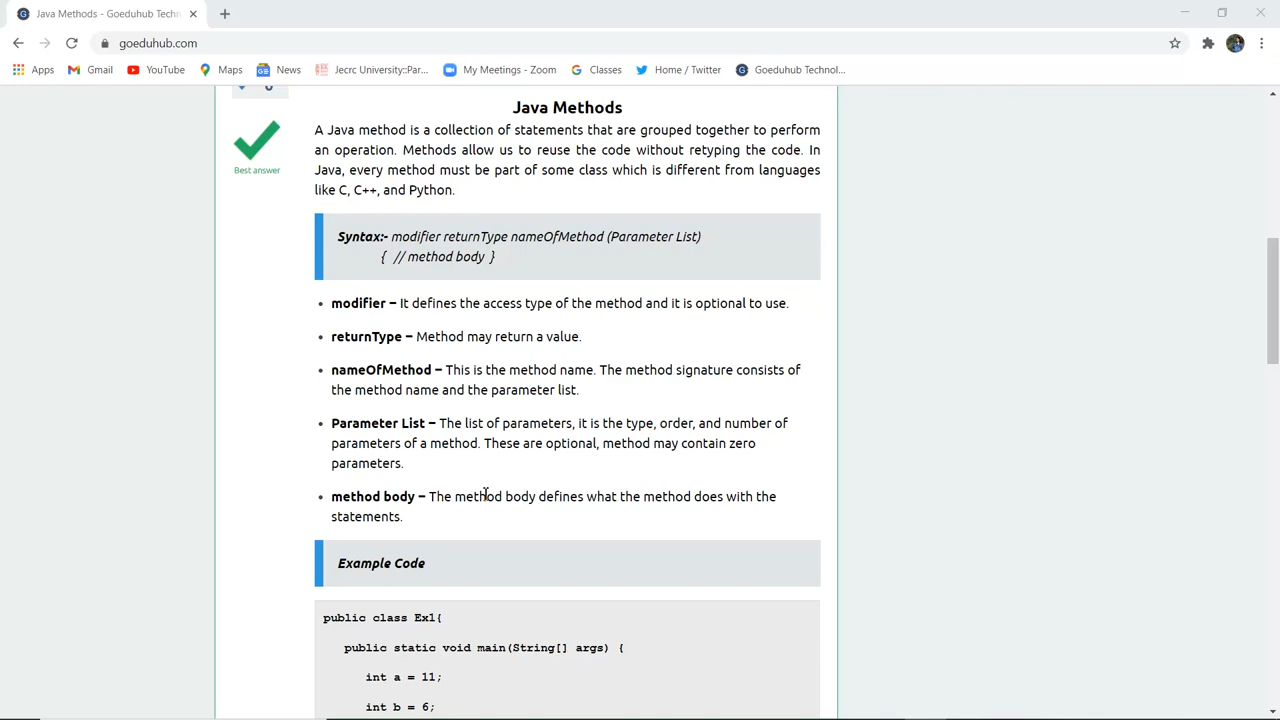 Java Methods - Goeduhub Techn
goeduhub.com
Apps Gmail YouTube Maps News Jecrc University::Par... My Meetings - Zoom Classes Home / Twitter Goeduhub Technol...
Java Methods
Best answer
A Java method is a collection of statements that are grouped together to perform
an operation. Methods allow us to reuse the code without retyping the code. In
Java, every method must be part of some class which is different from languages
like C, C++, and Python.
Syntax:- modifier returnType nameOfMethod (Parameter List)
{ // method body }
• modifier – It defines the access type of the method and it is optional to use.
• returnType – Method may return a value.
• nameOfMethod – This is the method name. The method signature consists of
the method name and the parameter list.
• Parameter List – The list of parameters, it is the type, order, and number of
parameters of a method. These are optional, method may contain zero
parameters.
• method body – The method body defines what the method does with the
statements.
Example Code
public class Ex1{
public static void main(String[] args) {
int a = 11;
int b = 6;